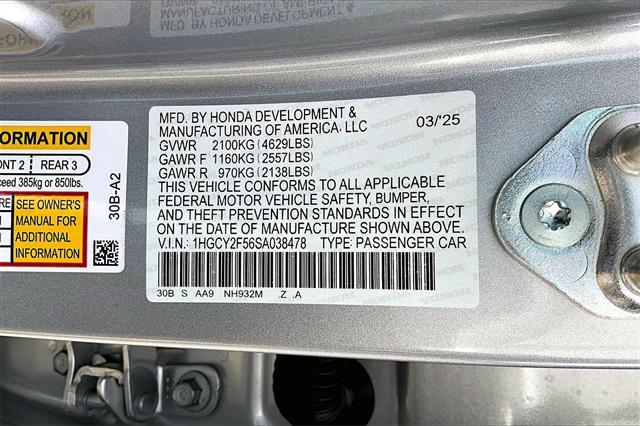 MFD. BY HONDA DEVELOPMENT &
MANUFACTURING OF AMERICA, LLC
03/'25
GVWR 2100KG (4629LBS)
GAWR F 1160KG (2557LBS)
GAWR R 970KG (2138LBS)
THIS VEHICLE CONFORMS TO ALL APPLICABLE
FEDERAL MOTOR VEHICLE SAFETY, BUMPER,
AND THEFT PREVENTION STANDARDS IN EFFECT
ON THE DATE OF MANUFACTURE SHOWN ABOVE.
V.I.N.: 1HGCY2F56SA038478 TYPE: PASSENGER CAR
30B S AA9 NH932M .Z .A
2 REAR 3
385kg or 850lbs.
SEE OWNER'S
MANUAL FOR
ADDITIONAL
INFORMATION
30B-A2